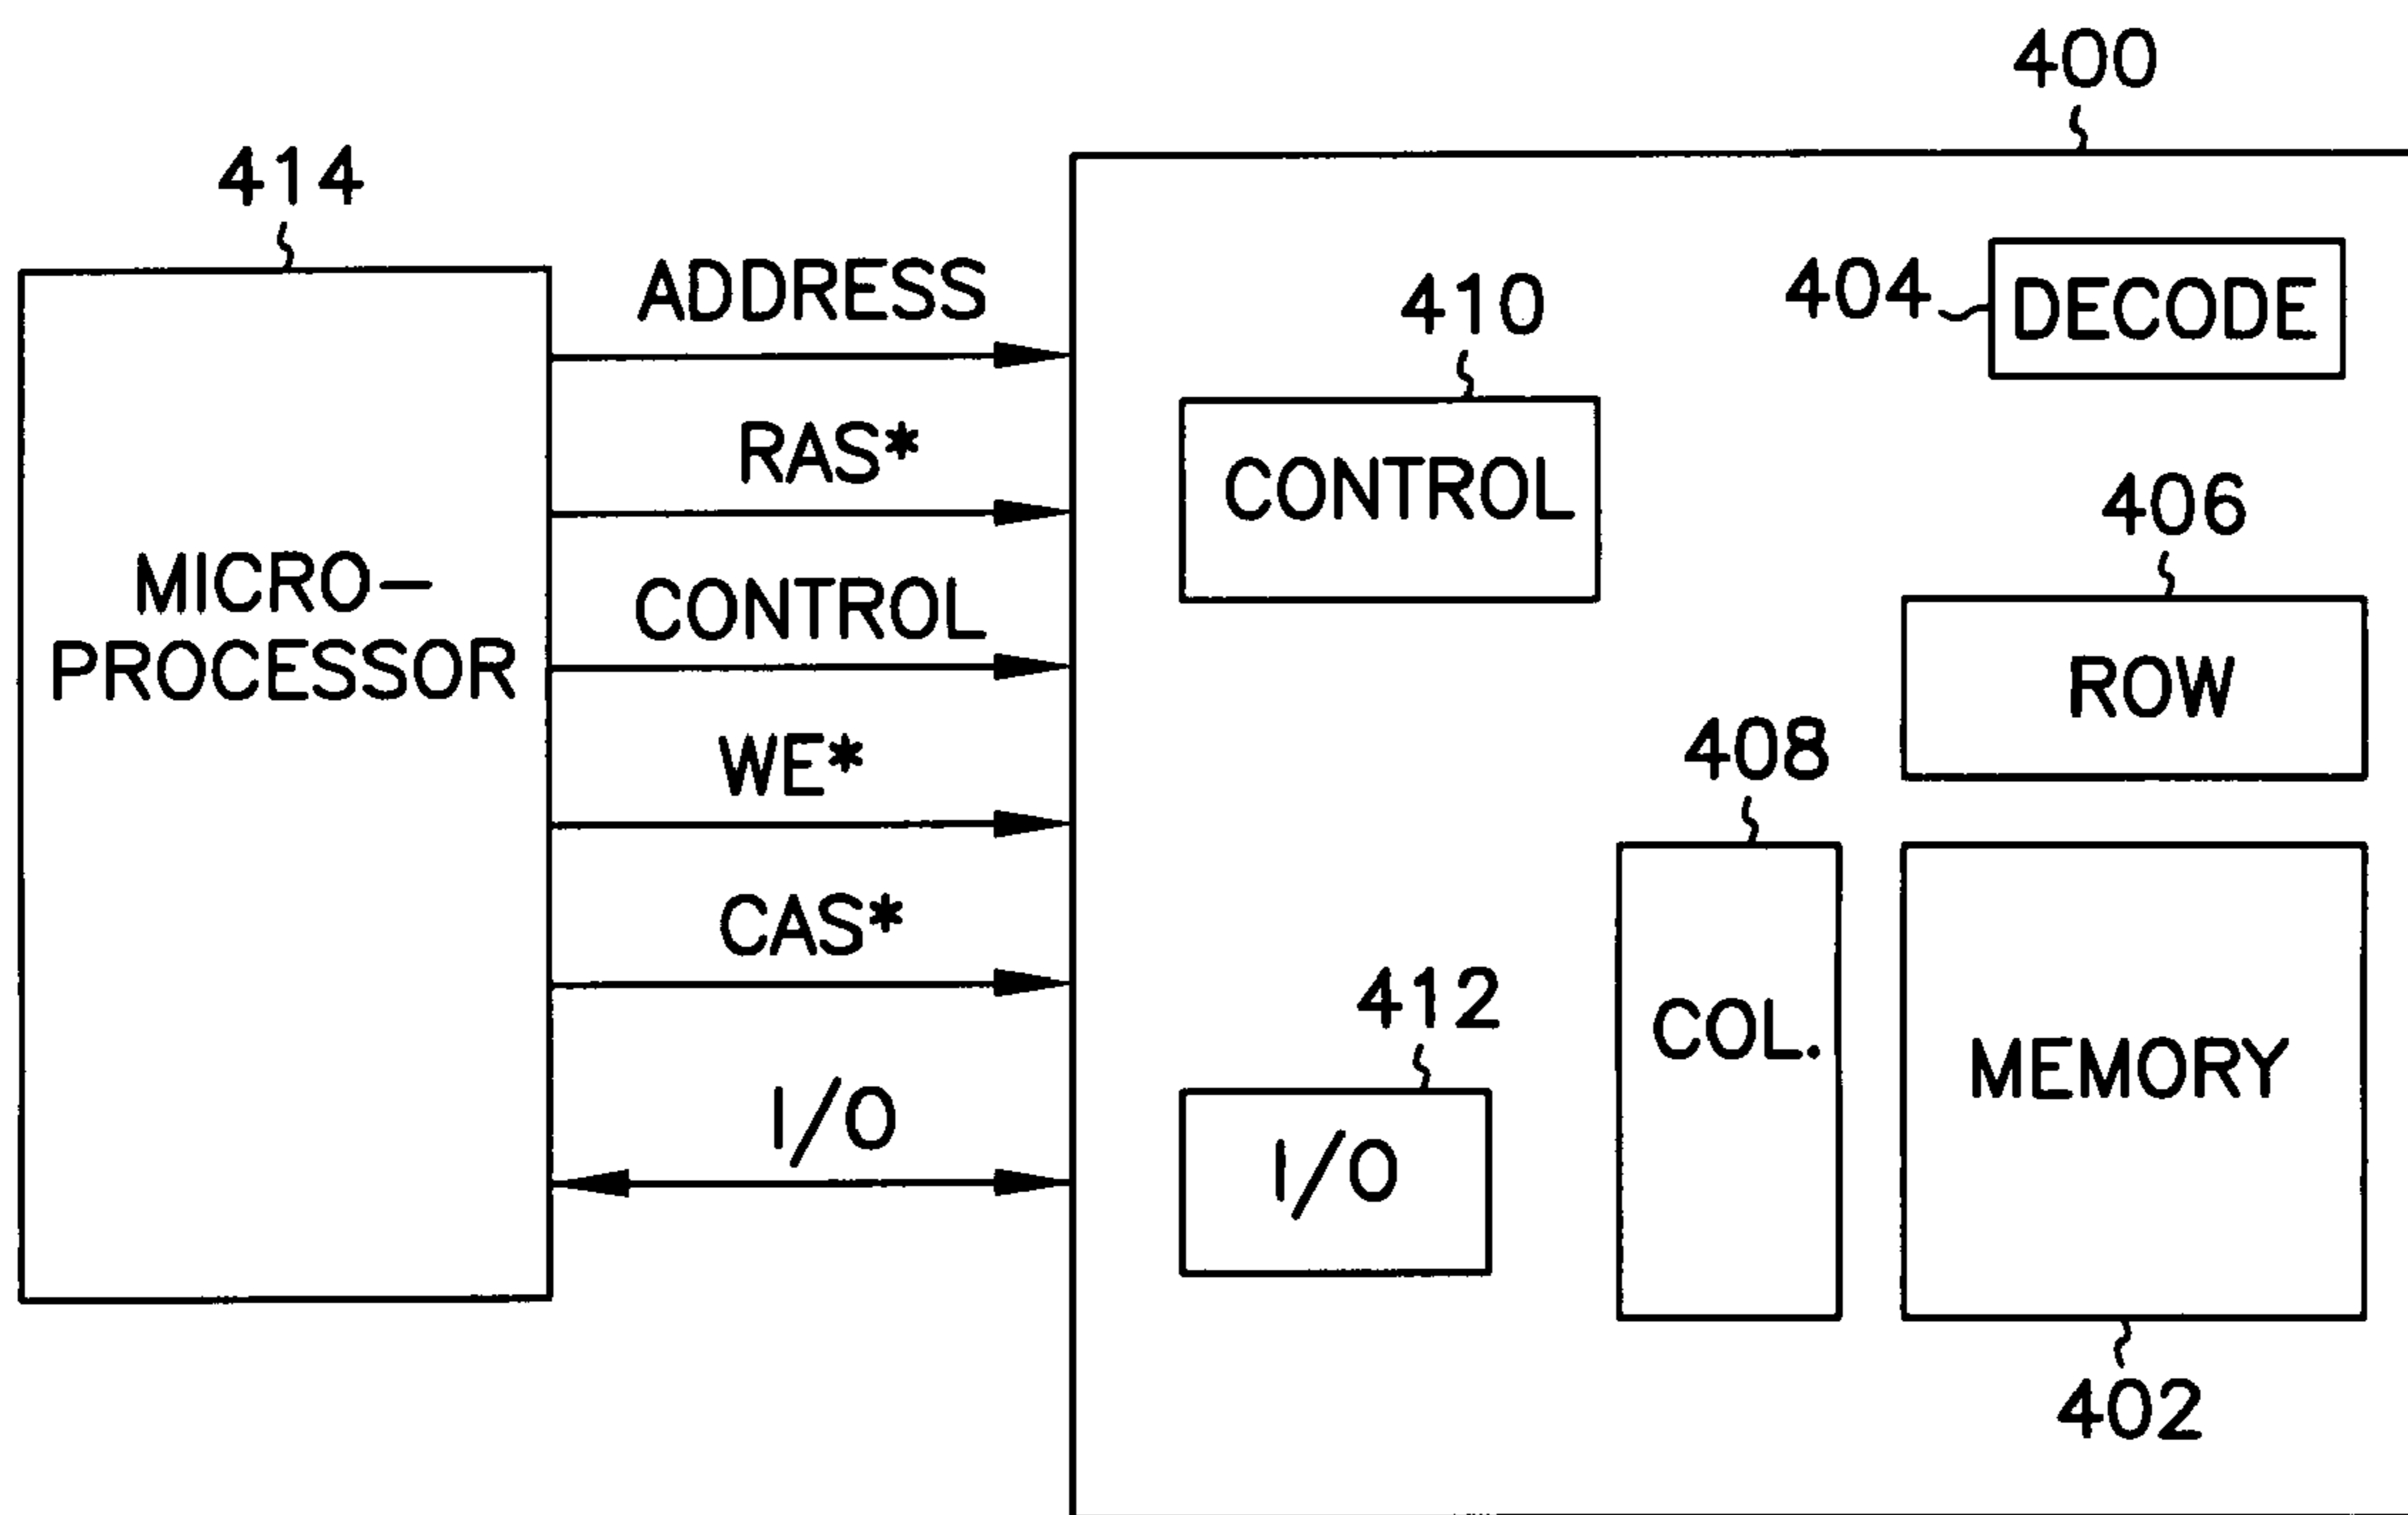 400
414
ADDRESS
404
DECODE
410
RAS*
CONTROL
406
MICRO-
PROCESSOR
CONTROL
ROW
408
WE*
CAS*
412
COL.
MEMORY
I/O
I/O
402